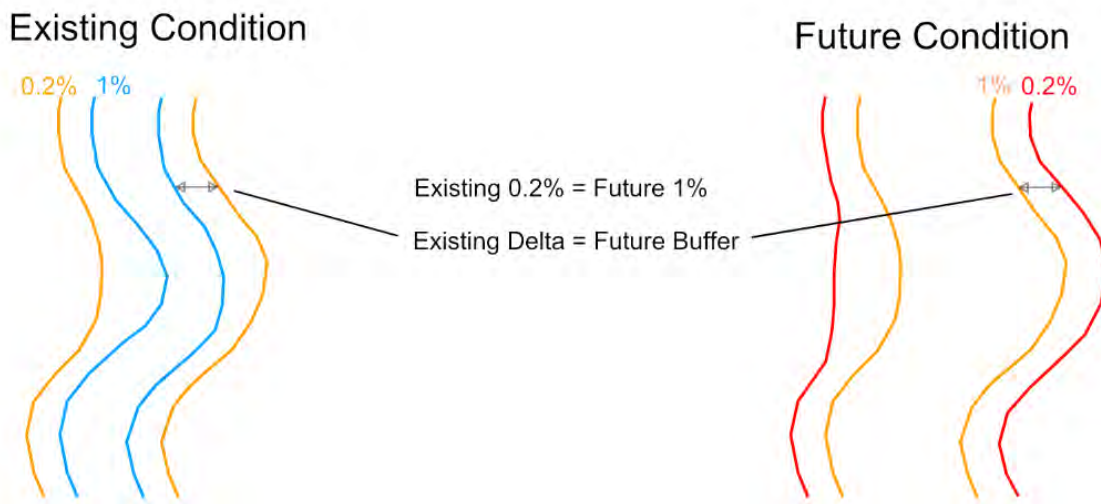 Existing Condition
Future Condition
0.2% 1%
1% 0.2%
Existing 0.2% = Future 1%
Existing Delta = Future Buffer